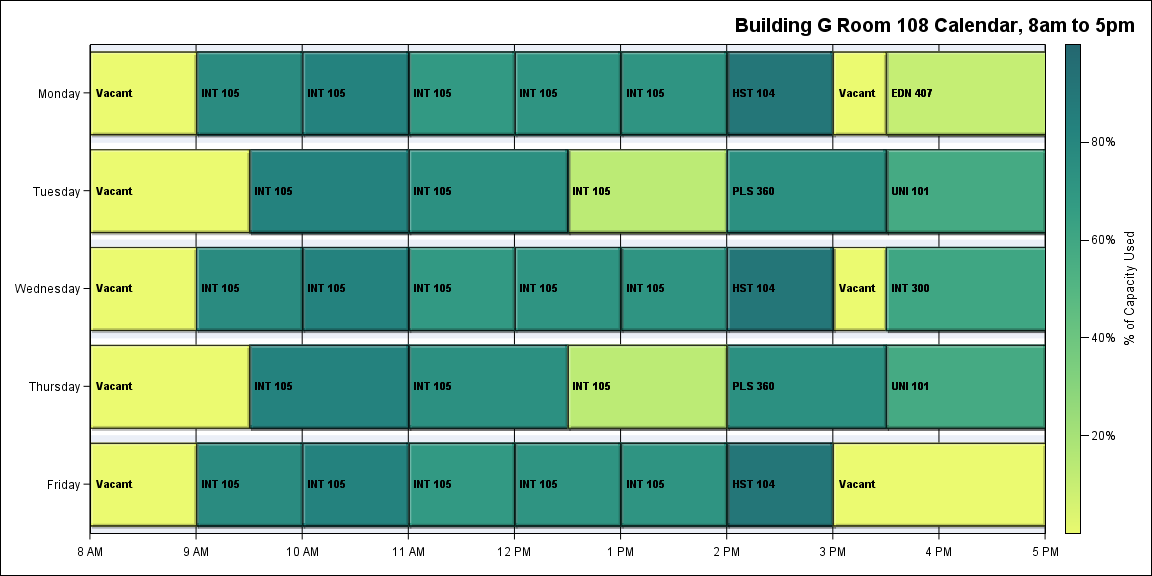 Building G Room 108 Calendar, 8am to 5pm
Monday
Vacant
INT 105
INT 105
INT 105
INT 105
INT 105
HST 104
Vacant
EDN 407
Tuesday
Vacant
INT 105
INT 105
INT 105
PLS 360
UNI 101
Wednesday
Vacant
INT 105
INT 105
INT 105
INT 105
INT 105
HST 104
Vacant
INT 300
Thursday
Vacant
INT 105
INT 105
INT 105
PLS 360
UNI 101
Friday
Vacant
INT 105
INT 105
INT 105
INT 105
INT 105
HST 104
Vacant
8 AM
9 AM
10 AM
11 AM
12 PM
1 PM
2 PM
3 PM
4 PM
5 PM
80%
60%
40%
20%
% of Capacity Used